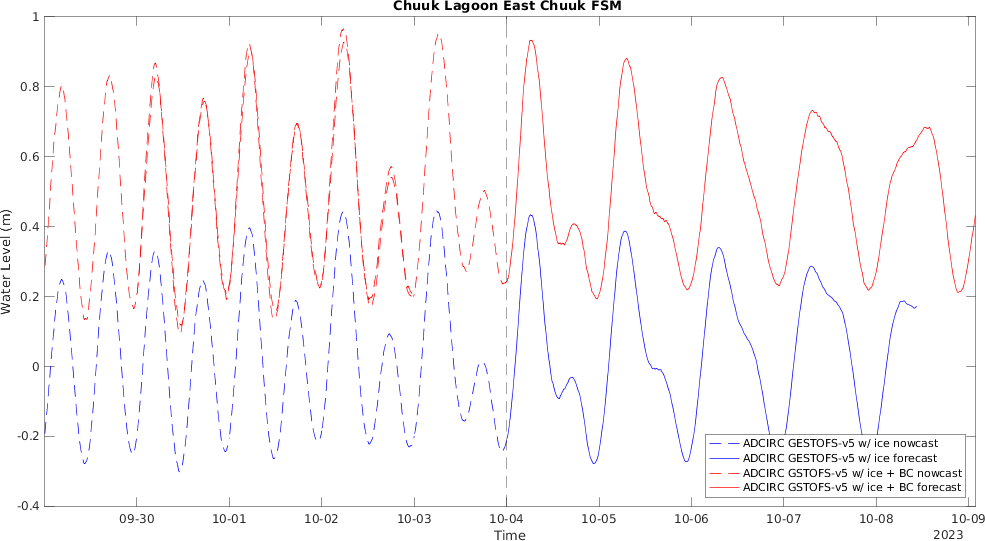 Chuuk Lagoon East Chuuk FSM
1
0.8
0.6
0.4
0.2
0
-0.2
-0.4
Water Level (m)
09-30
10-01
10-02
10-03
10-04
10-05
10-06
10-07
10-08
10-09
Time
2023
ADCIRC GESTOFS-v5 w/ ice nowcast
ADCIRC GESTOFS-v5 w/ ice forecast
ADCIRC GSTOFS-v5 w/ ice + BC nowcast
ADCIRC GSTOFS-v5 w/ ice + BC forecast